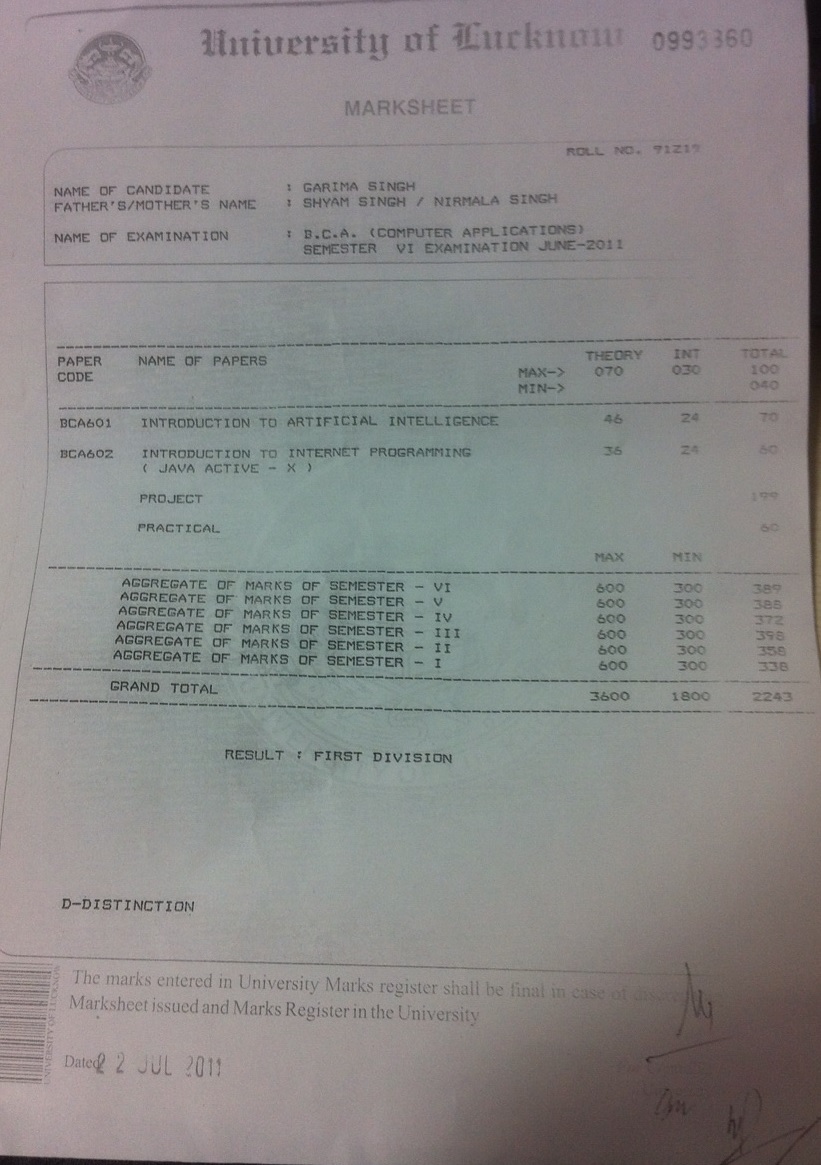 University of Lucknow 0993360
MARKSHEET
ROLL NO. 91219
NAME OF CANDIDATE : GARIMA SINGH
FATHER'S/MOTHER'S NAME : SHYAM SINGH / NIRMALA SINGH
NAME OF EXAMINATION : B.C.A. (COMPUTER APPLICATIONS)
SEMESTER VI EXAMINATION JUNE-2011
PAPER NAME OF PAPERS THEORY INT TOTAL
CODE MAX-> 070 030 100
MIN-> 040
BCA601 INTRODUCTION TO ARTIFICIAL INTELLIGENCE 46 24 70
BCA602 INTRODUCTION TO INTERNET PROGRAMMING 36 24 60
( JAVA ACTIVE - X )
PROJECT 199
PRACTICAL 60
MAX MIN
AGGREGATE OF MARKS OF SEMESTER - VI 600 300 389
AGGREGATE OF MARKS OF SEMESTER - V 600 300 388
AGGREGATE OF MARKS OF SEMESTER - IV 600 300 372
AGGREGATE OF MARKS OF SEMESTER - III 600 300 398
AGGREGATE OF MARKS OF SEMESTER - II 600 300 358
AGGREGATE OF MARKS OF SEMESTER - I 600 300 338
GRAND TOTAL 3600 1800 2243
RESULT : FIRST DIVISION
D-DISTINCTION
The marks entered in University Marks register shall be final in case of
Marksheet issued and Marks Register in the University
UNIVERSITY OF LUCKNOW
Dated 22 JUL 2011